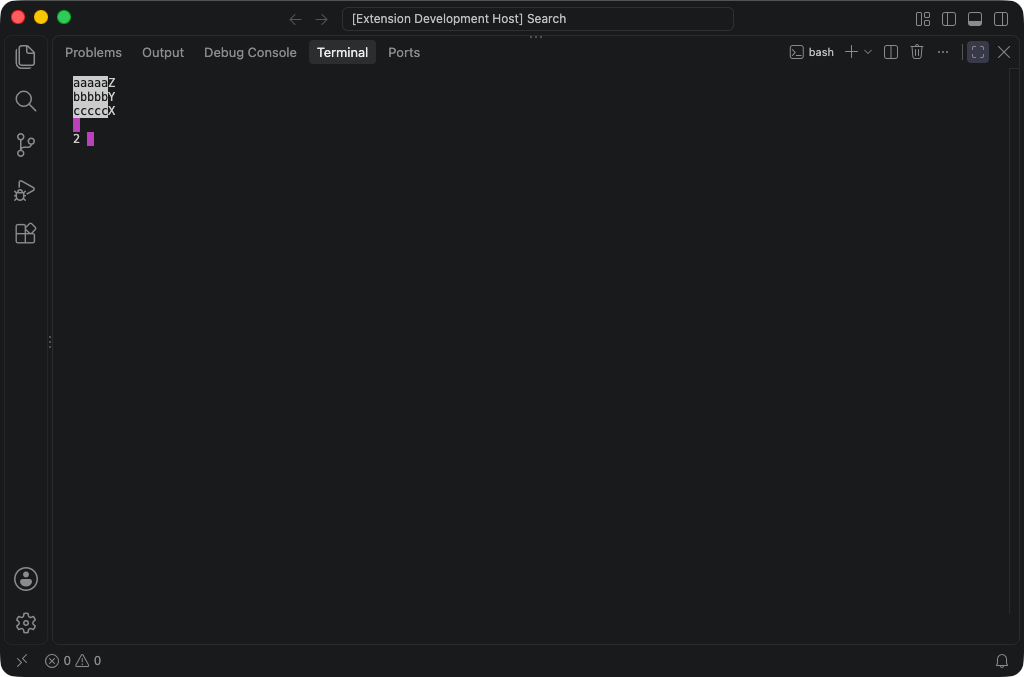 [Extension Development Host] Search
Problems Output Debug Console Terminal Ports bash
aaaaaZ
bbbbbY
cccccX
2
0 0